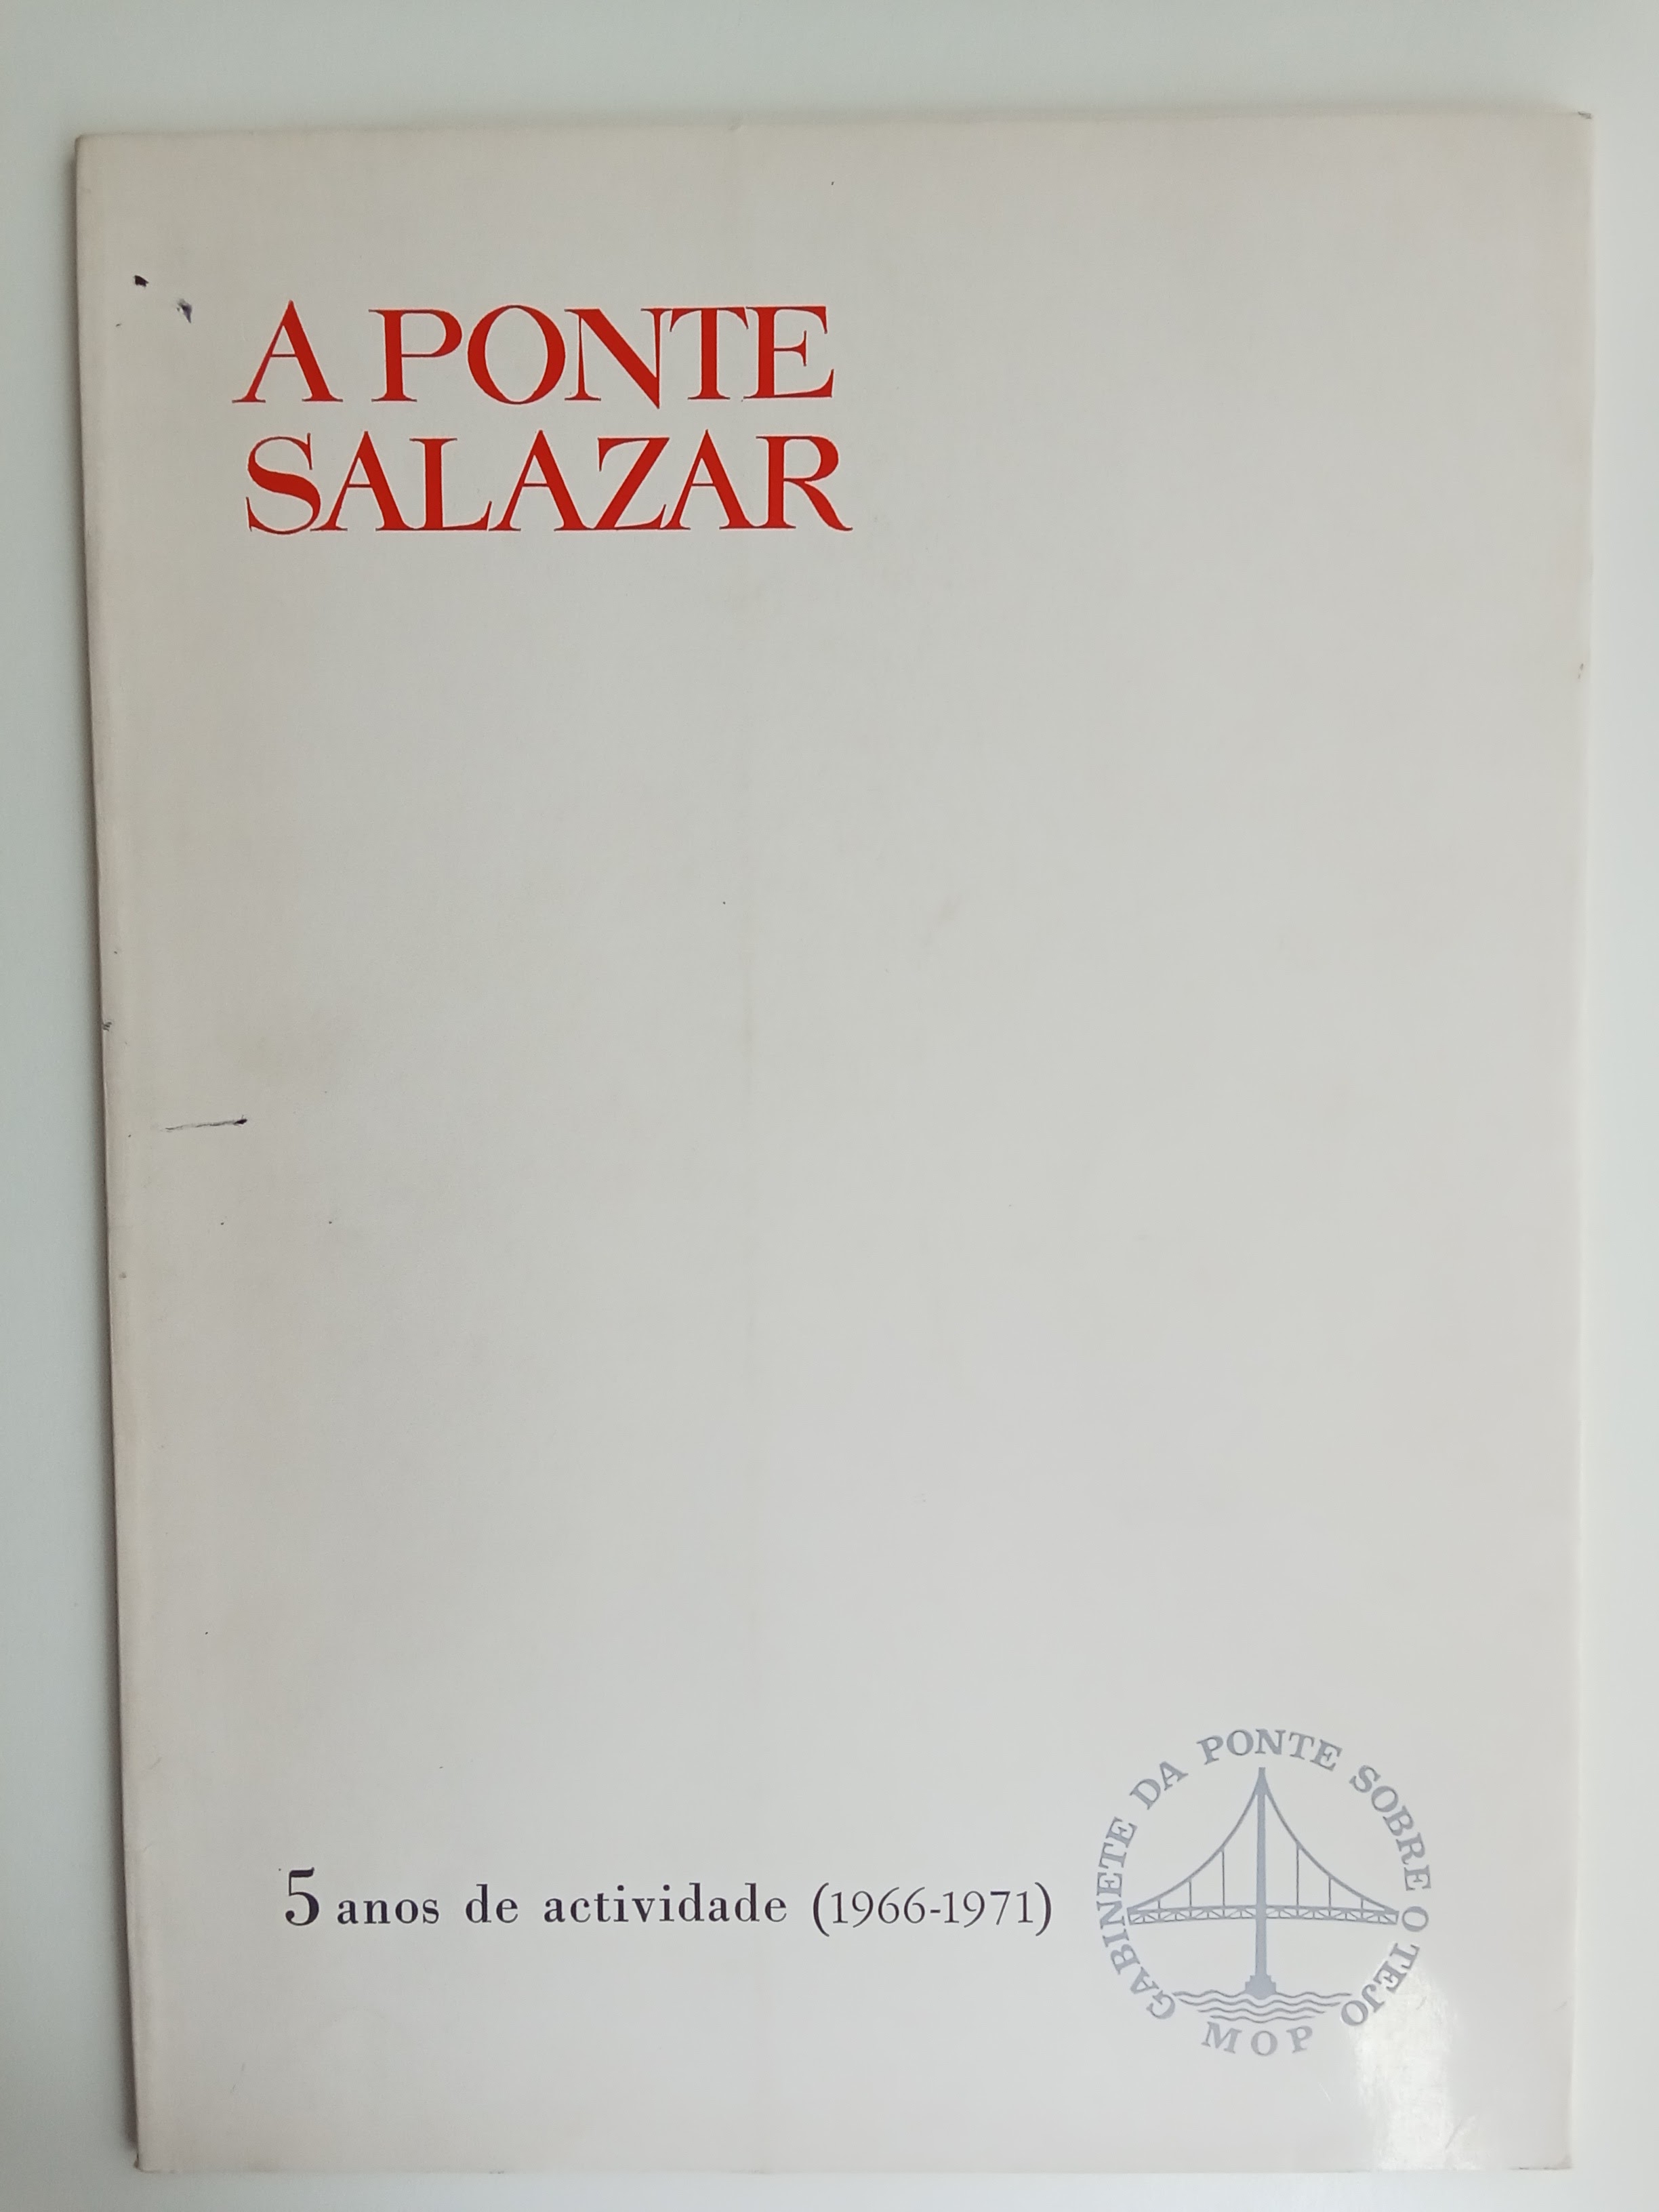 A PONTE
SALAZAR
5 anos de actividade (1966-1971)
GABINETE DA PONTE SOBRE O TEJO
MOP